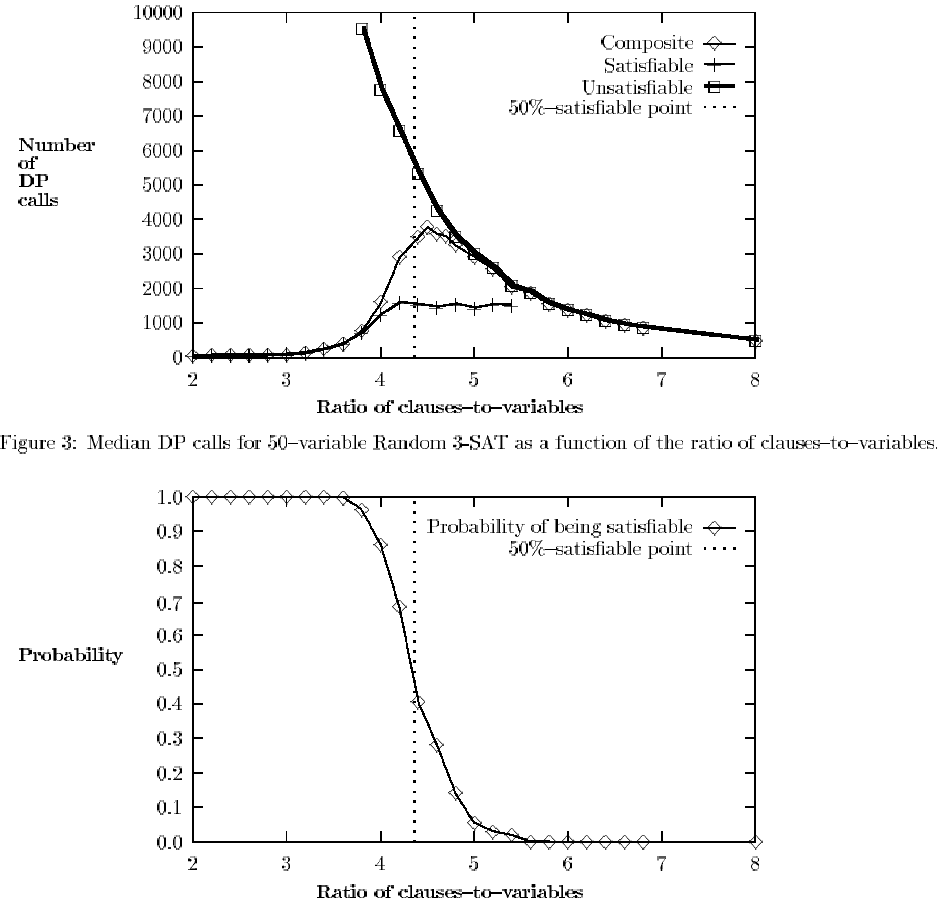 10000
9000
8000
7000
6000
5000
4000
3000
2000
1000
0
Number
of
DP
calls
Composite
Satisfiable
Unsatisfiable
50%–satisfiable point
2 3 4 5 6 7 8
Ratio of clauses–to–variables
Figure 3: Median DP calls for 50–variable Random 3-SAT as a function of the ratio of clauses–to–variables.
1.0
0.9
0.8
0.7
0.6
0.5
0.4
0.3
0.2
0.1
0.0
Probability
Probability of being satisfiable
50%–satisfiable point
2 3 4 5 6 7 8
Ratio of clauses–to–variables